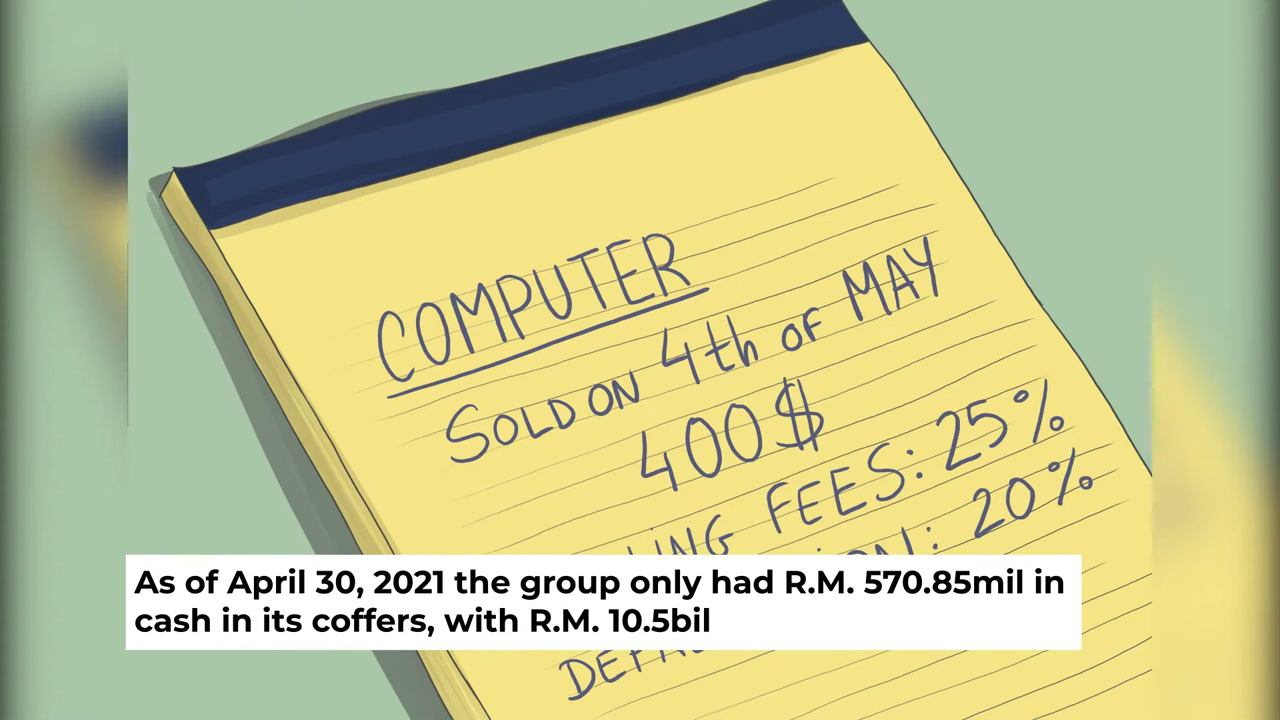 COMPUTER
SOLD ON 4th OF MAY
400$
FEES: 25%
20%
As of April 30, 2021 the group only had R.M. 570.85mil in
cash in its coffers, with R.M. 10.5bil